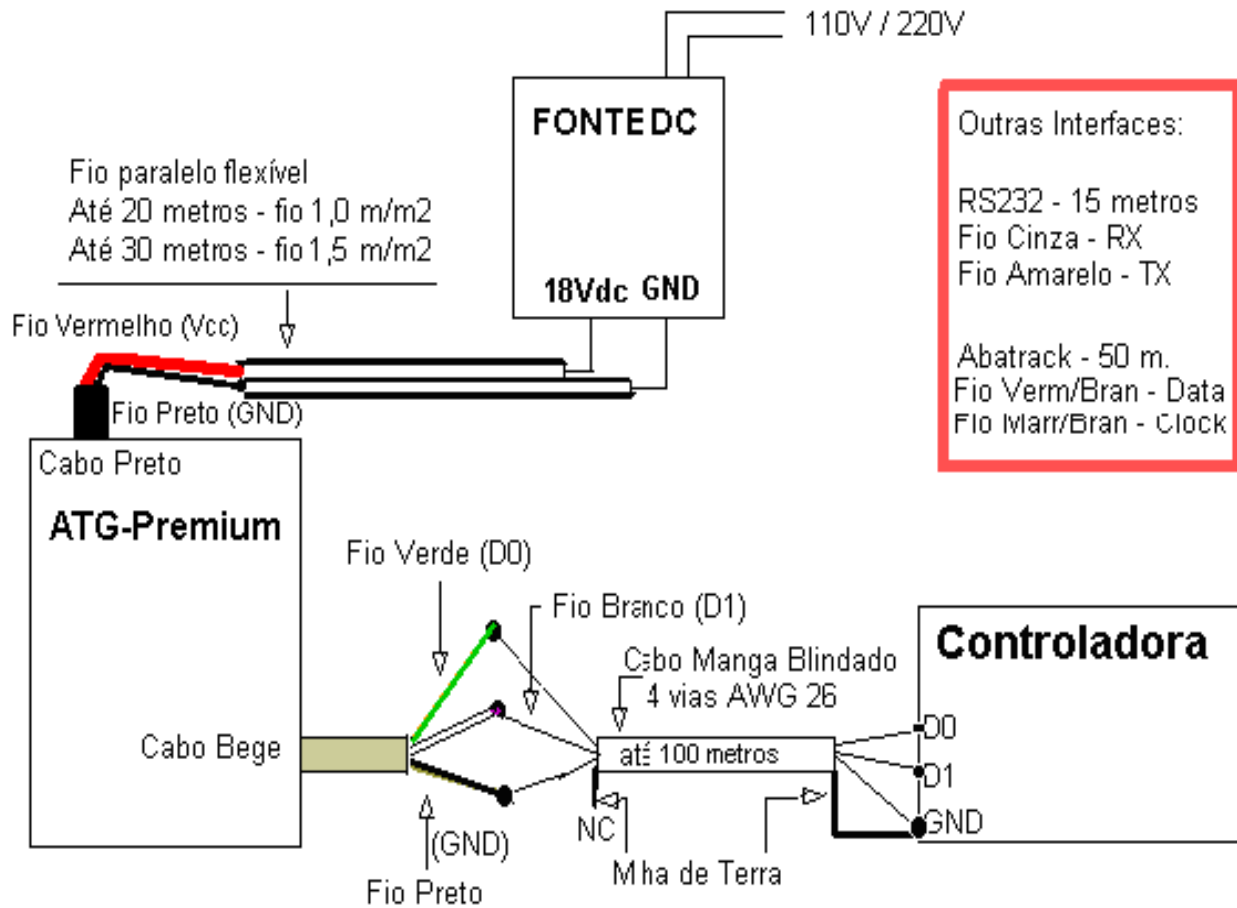 110V / 220V
FONTE DC
18Vdc GND
Outras Interfaces:
RS232 - 15 metros
Fio Cinza - RX
Fio Amarelo - TX
Abatrack - 50 m.
Fio Verm/Bran - Data
Fio Marr/Bran - Clock
Fio paralelo flexível
Até 20 metros - fio 1,0 m/m2
Até 30 metros - fio 1,5 m/m2
Fio Vermelho (Vcc)
Fio Preto (GND)
Cabo Preto
ATG-Premium
Cabo Bege
Fio Verde (D0)
Fio Branco (D1)
Cabo Manga Blindado
4 vias AWG 26
até 100 metros
(GND)
Fio Preto
NC
Mlha de Terra
Controladora
D0
D1
GND